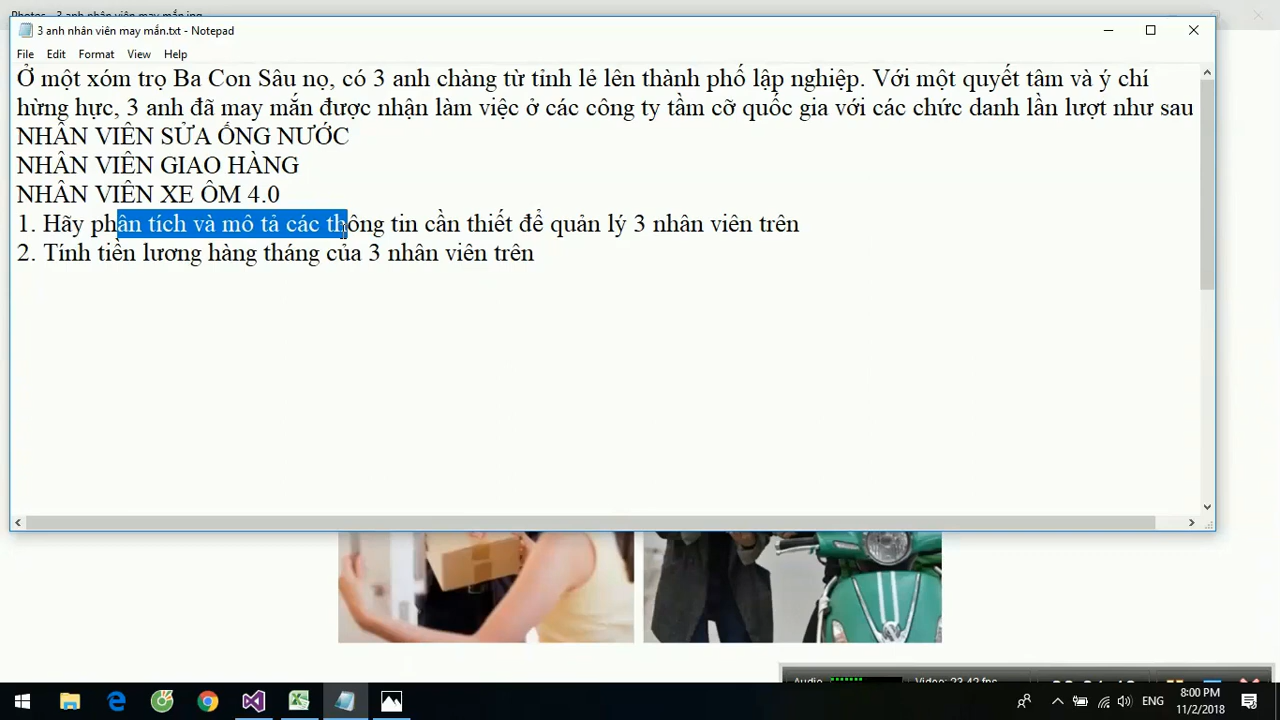 3 anh nhân viên may mắn.txt - Notepad
File Edit Format View Help
Ở một xóm trọ Ba Con Sâu nọ, có 3 anh chàng từ tỉnh lẻ lên thành phố lập nghiệp. Với một quyết tâm và ý chí
hừng hực, 3 anh đã may mắn được nhận làm việc ở các công ty tầm cỡ quốc gia với các chức danh lần lượt như sau
NHÂN VIÊN SỬA ỐNG NƯỚC
NHÂN VIÊN GIAO HÀNG
NHÂN VIÊN XE ÔM 4.0
1. Hãy phân tích và mô tả các thông tin cần thiết để quản lý 3 nhân viên trên
2. Tính tiền lương hàng tháng của 3 nhân viên trên
ENG
8:00 PM
11/2/2018